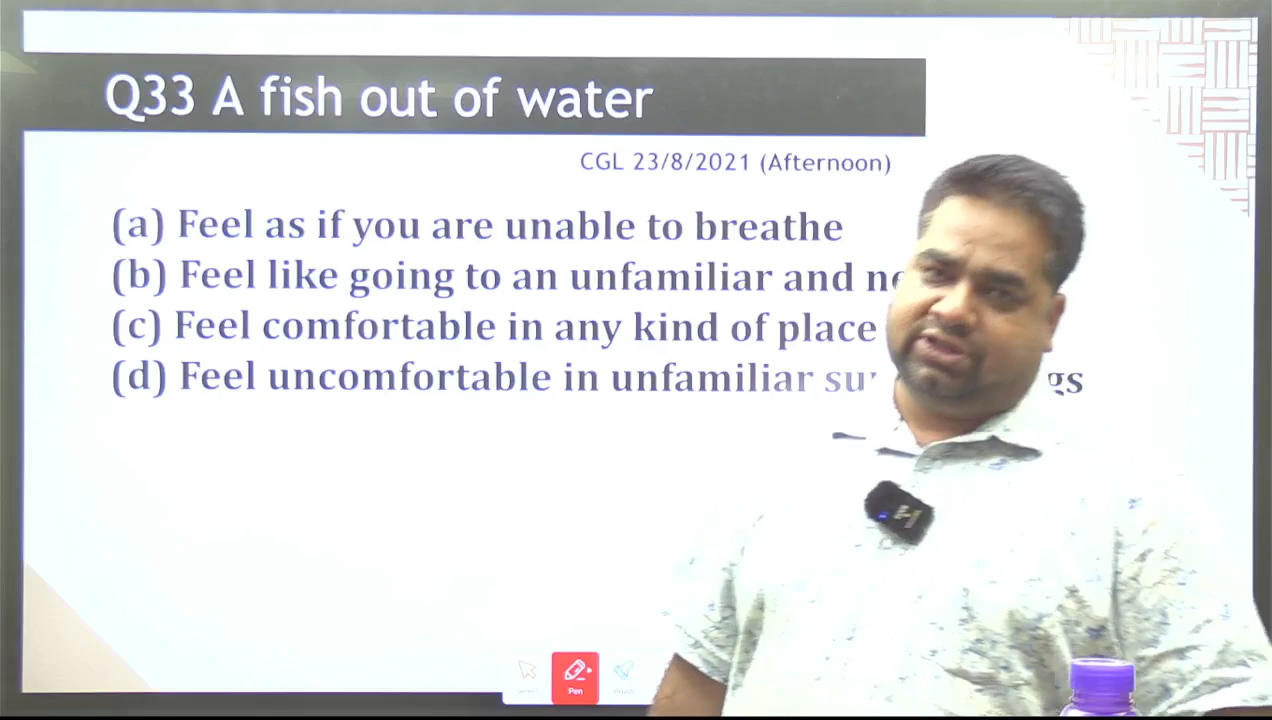 Q33 A fish out of water
CGL 23/8/2021 (Afternoon)
(a) Feel as if you are unable to breathe
(b) Feel like going to an unfamiliar and
(c) Feel comfortable in any kind of place
(d) Feel uncomfortable in unfamiliar
Pen